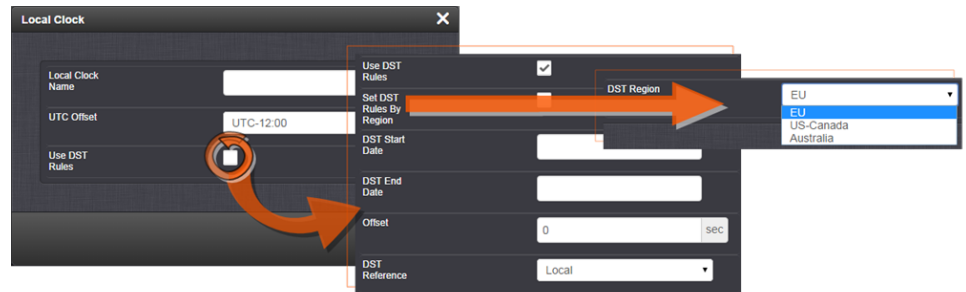 Local Clock
Local Clock
Name
UTC Offset
UTC-12:00
Use DST
Rules
Use DST
Rules
Set DST
Rules By
Region
DST Start
Date
DST End
Date
Offset
0
sec
DST
Reference
Local
DST Region
EU
EU
US-Canada
Australia